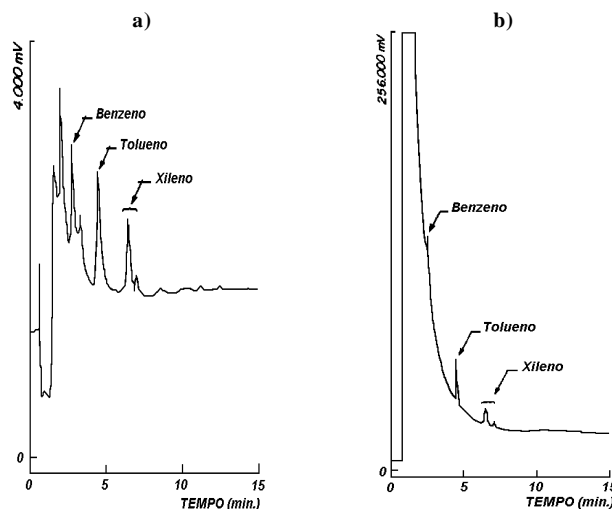 a)
4.000 mV
Benzeno
Tolueno
Xileno
0
0 5 10 15
TEMPO (min.)
b)
256.000 mV
Benzeno
Tolueno
Xileno
0
0 5 10 15
TEMPO (min.)